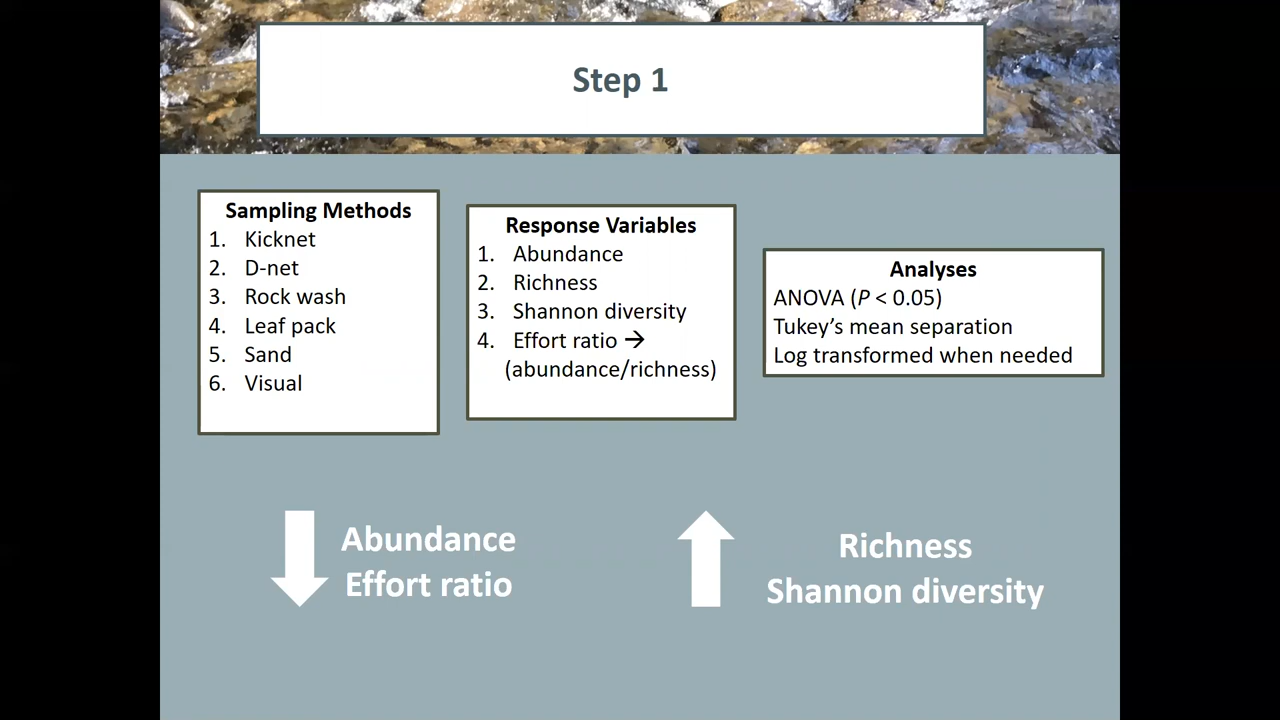 Step 1
Sampling Methods
1. Kicknet
2. D-net
3. Rock wash
4. Leaf pack
5. Sand
6. Visual
Response Variables
1. Abundance
2. Richness
3. Shannon diversity
4. Effort ratio →
(abundance/richness)
Analyses
ANOVA (P < 0.05)
Tukey’s mean separation
Log transformed when needed
Abundance
Effort ratio
Richness
Shannon diversity